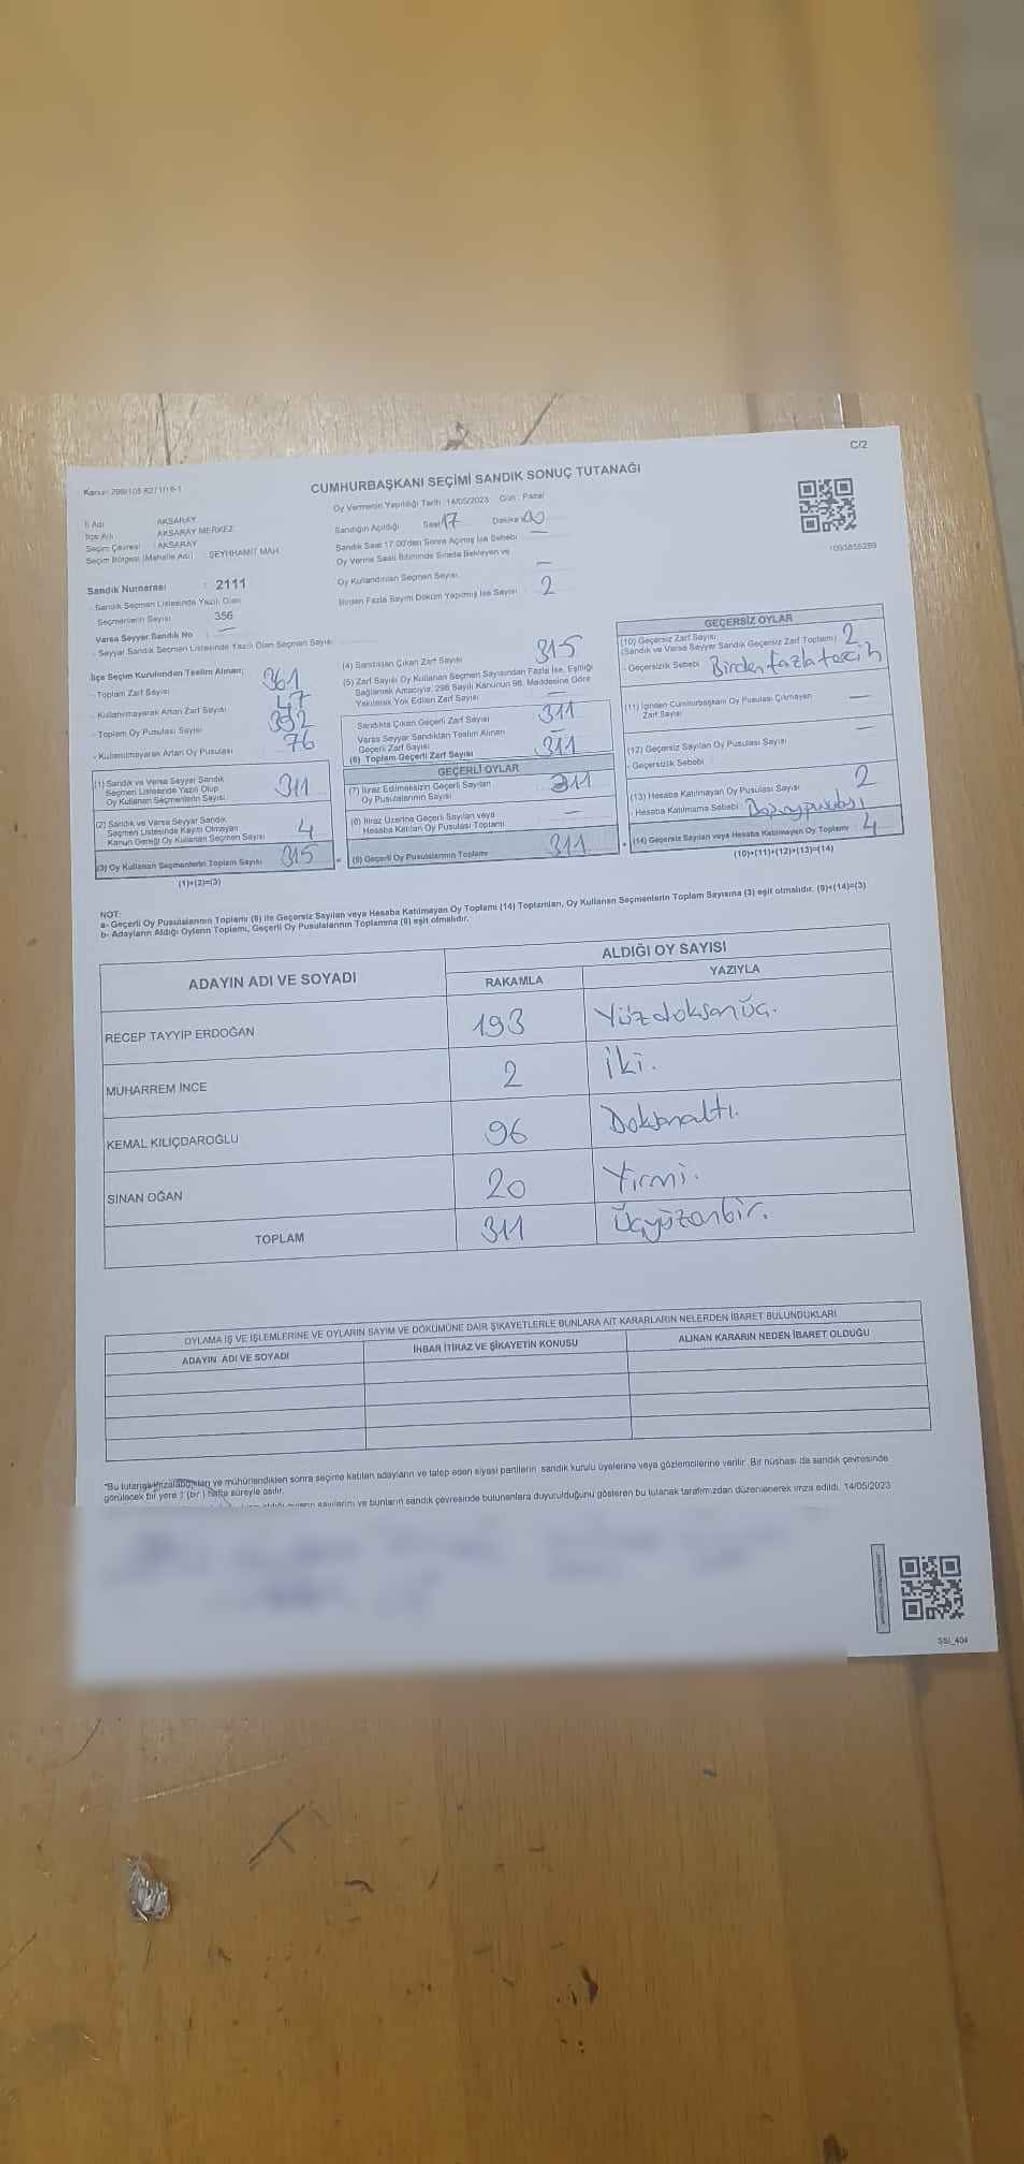 C/2
Kanun 298/105 6271/16-1
CUMHURBAŞKANI SEÇİMİ SANDIK SONUÇ TUTANAĞI
İl Adı AKSARAY
İlçe Adı AKSARAY MERKEZ
Seçim Çevresi AKSARAY
Seçim Bölgesi (Mahalle Adı) ŞEYHHAMİT MAH.
Sandık Numarası : 2111
- Sandık Seçmen Listesinde Yazılı Olan
Seçmenlerin Sayısı 356
Varsa Seyyar Sandık No —
- Seyyar Sandık Seçmen Listesinde Yazılı Olan Seçmen Sayısı
Oy Vermenin Yapıldığı Tarih : 14/05/2023 Gün : Pazar
Sandığın Açıldığı Saat 17 Dakika 00
Sandık Saat 17:00'den Sonra Açılmış İse Sebebi —
Oy Verme Saati Bitiminde Sırada Bekleyen ve
Oy Kullandırılan Seçmen Sayısı —
Birden Fazla Sayım Döküm Yapılmış İse Sayısı 2
İlçe Seçim Kurulundan Teslim Alınan;
- Toplam Zarf Sayısı 361
- Kullanılmayarak Artan Zarf Sayısı 47
- Toplam Oy Pusulası Sayısı 392
- Kullanılmayarak Artan Oy Pusulası 76
(1) Sandık ve Varsa Seyyar Sandık
Seçmen Listesinde Yazılı Olup
Oy Kullanan Seçmenlerin Sayısı 311
(2) Sandık ve Varsa Seyyar Sandık
Seçmen Listesinde Kayıtlı Olmayan
Kanun Gereği Oy Kullanan Seçmen Sayısı 4
(3) Oy Kullanan Seçmenlerin Toplam Sayısı 315
(1)+(2)=(3)
(4) Sandıktan Çıkan Zarf Sayısı 315
(5) Zarf Sayısı Oy Kullanan Seçmen Sayısından Fazla İse, Eşitliği
Sağlamak Amacıyla, 298 Sayılı Kanunun 98. Maddesine Göre
Yakılarak Yok Edilen Zarf Sayısı —
Sandıkta Çıkan Geçerli Zarf Sayısı 311
Varsa Seyyar Sandıktan Teslim Alınan
Geçerli Zarf Sayısı —
(6) Toplam Geçerli Zarf Sayısı 311
GEÇERLİ OYLAR
(7) İtiraz Edilmeksizin Geçerli Sayılan
Oy Pusulalarının Sayısı 311
(8) İtiraz Üzerine Geçerli Sayılan veya
Hesaba Katılan Oy Pusulası Toplamı —
(9) Geçerli Oy Pusulalarının Toplamı 311
GEÇERSİZ OYLAR
(10) Geçersiz Zarf Sayısı
(Sandık ve Varsa Seyyar Sandık Geçersiz Zarf Toplamı) 2
- Geçersizlik Sebebi Birden fazla tercih
(11) İçinden Cumhurbaşkanı Oy Pusulası Çıkmayan
Zarf Sayısı —
(12) Geçersiz Sayılan Oy Pusulası Sayısı —
- Geçersizlik Sebebi
(13) Hesaba Katılmayan Oy Pusulası Sayısı 2
- Hesaba Katılmama Sebebi
(14) Geçersiz Sayılan veya Hesaba Katılmayan Oy Toplamı 4
(10)+(11)+(12)+(13)=(14)
NOT:
a- Geçerli Oy Pusulalarının Toplamı (9) ile Geçersiz Sayılan veya Hesaba Katılmayan Oy Toplamı (14) Toplamları, Oy Kullanan Seçmenlerin Toplam Sayısına (3) eşit olmalıdır. (9)+(14)=(3)
b- Adayların Aldığı Oyların Toplamı, Geçerli Oy Pusulalarının Toplamına (9) eşit olmalıdır.
ADAYIN ADI VE SOYADI
ALDIĞI OY SAYISI
RAKAMLA YAZIYLA
RECEP TAYYİP ERDOĞAN 193 Yüzdoksanüç.
MUHARREM İNCE 2 İki.
KEMAL KILIÇDAROĞLU 96 Doksanaltı.
SİNAN OĞAN 20 Yirmi.
TOPLAM 311 Üçyüzonbir.
OYLAMA İŞ VE İŞLEMLERİNE VE OYLARIN SAYIM VE DÖKÜMÜNE DAİR ŞİKAYETLERLE BUNLARA AİT KARARLARIN NELERDEN İBARET BULUNDUKLARI
ADAYIN ADI VE SOYADI İHBAR İTİRAZ VE ŞİKAYETİN KONUSU ALINAN KARARIN NEDEN İBARET OLDUĞU
*Bu tutanak ve mühürlendikten sonra seçime katılan adayların ve talep eden siyasi partilerin sandık kurulu üyelerine veya gözlemcilerine verilir. Bir nüshası da sandık çevresinde
görülecek bir yere 1 (bir) hafta süreyle asılır.
sayılarını ve bunların sandık çevresinde bulunanlara duyurulduğunu gösteren bu tutanak tarafımızdan düzenlenerek imza edildi. 14/05/2023